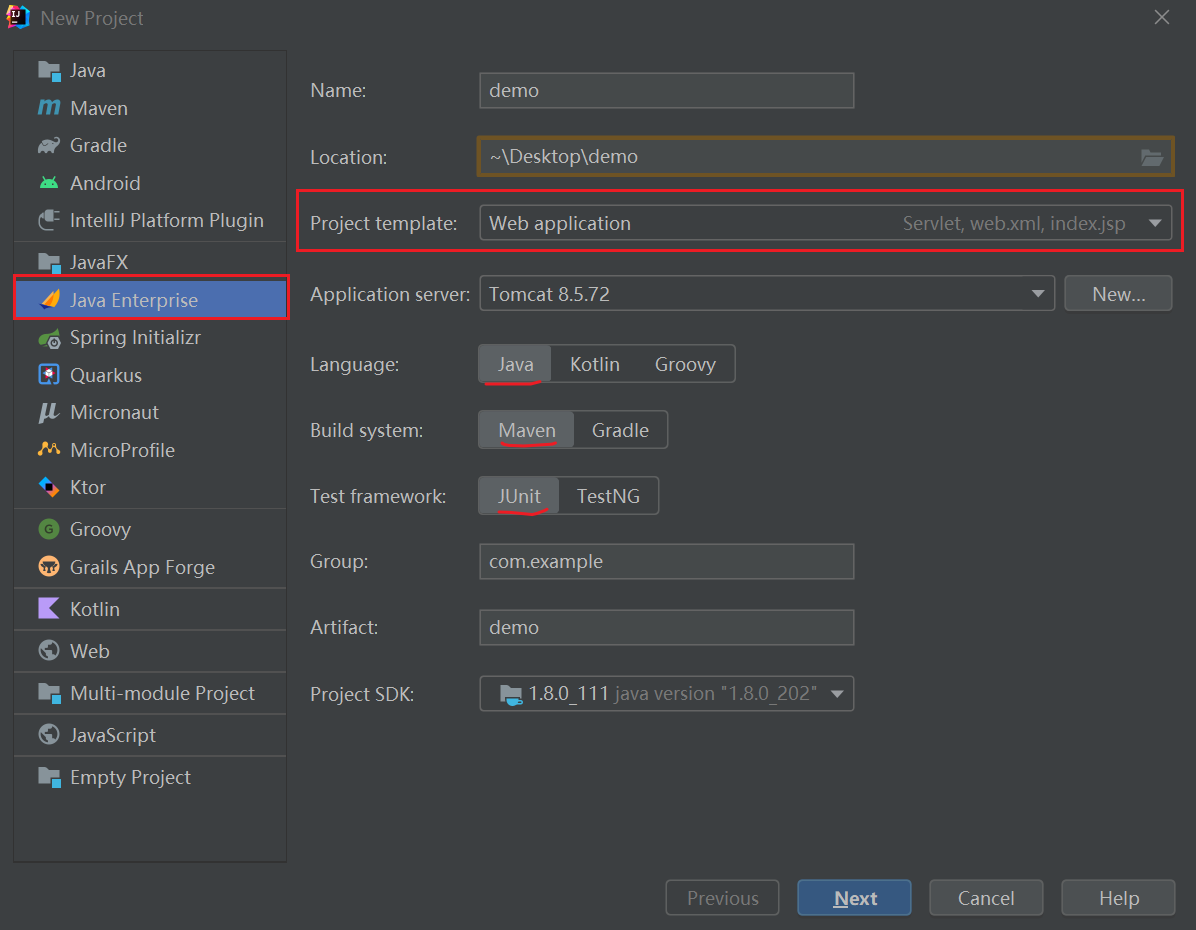 New Project
Java
Maven
Gradle
Android
IntelliJ Platform Plugin
JavaFX
Java Enterprise
Spring Initializr
Quarkus
Micronaut
MicroProfile
Ktor
Groovy
Grails App Forge
Kotlin
Web
Multi-module Project
JavaScript
Empty Project
Name: demo
Location: ~\Desktop\demo
Project template: Web application Servlet, web.xml, index.jsp
Application server: Tomcat 8.5.72 New...
Language: Java Kotlin Groovy
Build system: Maven Gradle
Test framework: JUnit TestNG
Group: com.example
Artifact: demo
Project SDK: 1.8.0_111 java version "1.8.0_202"
Previous Next Cancel Help